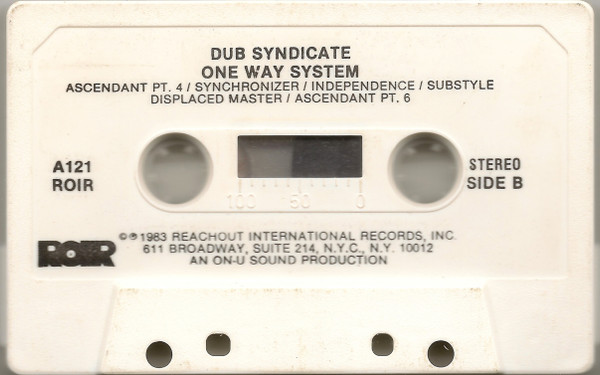 DUB SYNDICATE
ONE WAY SYSTEM
ASCENDANT PT. 4 / SYNCHRONIZER / INDEPENDENCE / SUBSTYLE
DISPLACED MASTER / ASCENDANT PT. 6
A121
ROIR
STEREO
SIDE B
100 50 0
©℗1983 REACHOUT INTERNATIONAL RECORDS, INC.
611 BROADWAY, SUITE 214, N.Y.C., N.Y. 10012
AN ON-U SOUND PRODUCTION
ROIR